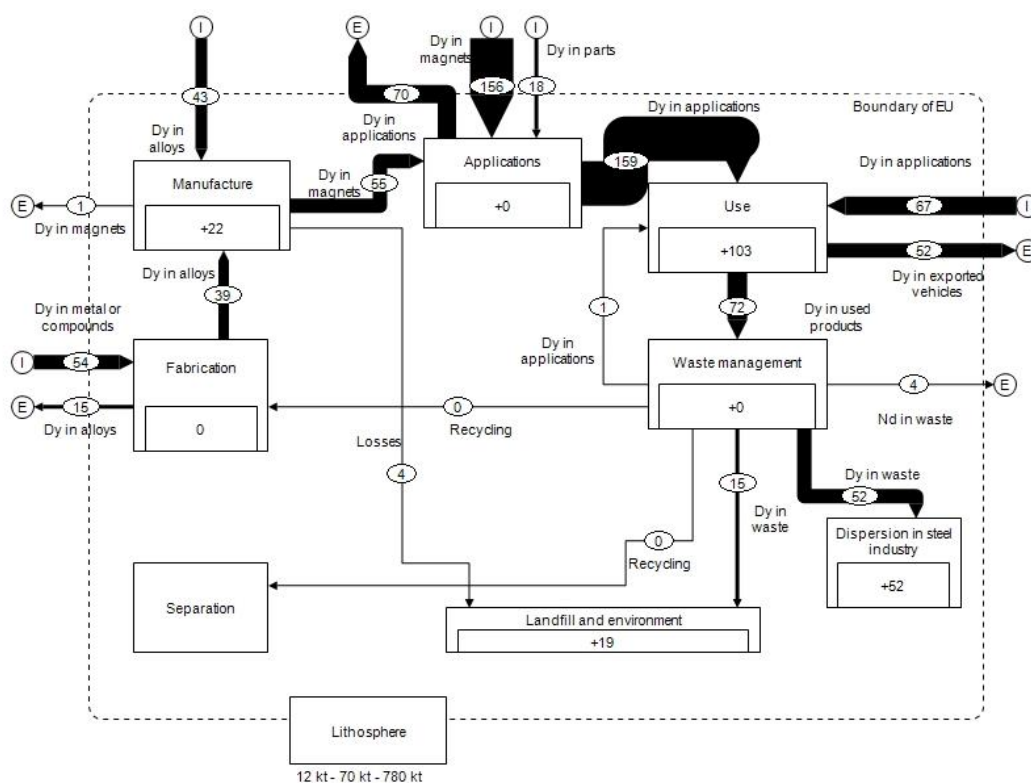 E
I
I
I
Dy in
magnets
Dy in parts
43
70
156
18
Dy in applications
Boundary of EU
Dy in
alloys
Dy in
applications
Applications
159
Dy in applications
Manufacture
Dy in
magnets
55
+0
Use
67
I
E
1
Dy in magnets
+22
+103
52
E
Dy in alloys
39
1
72
Dy in exported
vehicles
Dy in metal or
compounds
Dy in used
products
I
54
Fabrication
Dy in
applications
Waste management
4
E
E
15
Dy in alloys
0
0
Recycling
+0
Nd in waste
Losses
4
15
Dy in waste
52
Dy in
waste
0
Recycling
Dispersion in steel
industry
+52
Separation
Landfill and environment
+19
Lithosphere
12 kt - 70 kt - 780 kt